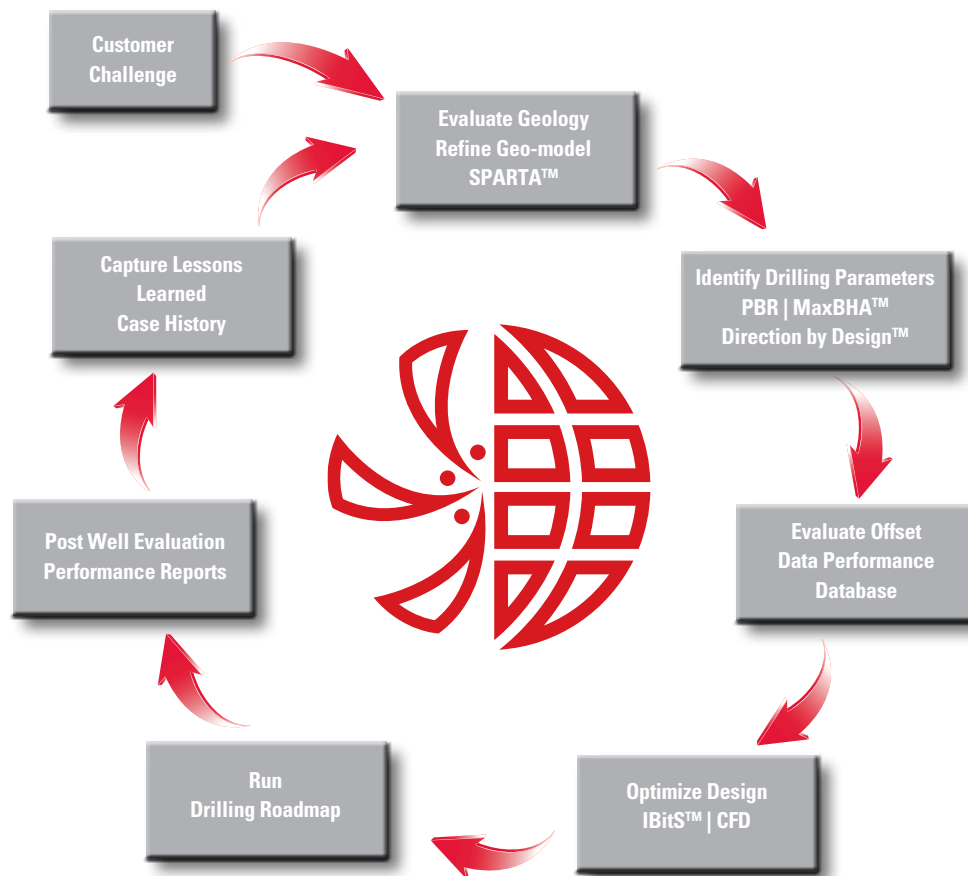 Customer
Challenge
Evaluate Geology
Refine Geo-model
SPARTA™
Identify Drilling Parameters
PBR | MaxBHA™
Direction by Design™
Evaluate Offset
Data Performance
Database
Optimize Design
IBitS™ | CFD
Run
Drilling Roadmap
Post Well Evaluation
Performance Reports
Capture Lessons
Learned
Case History